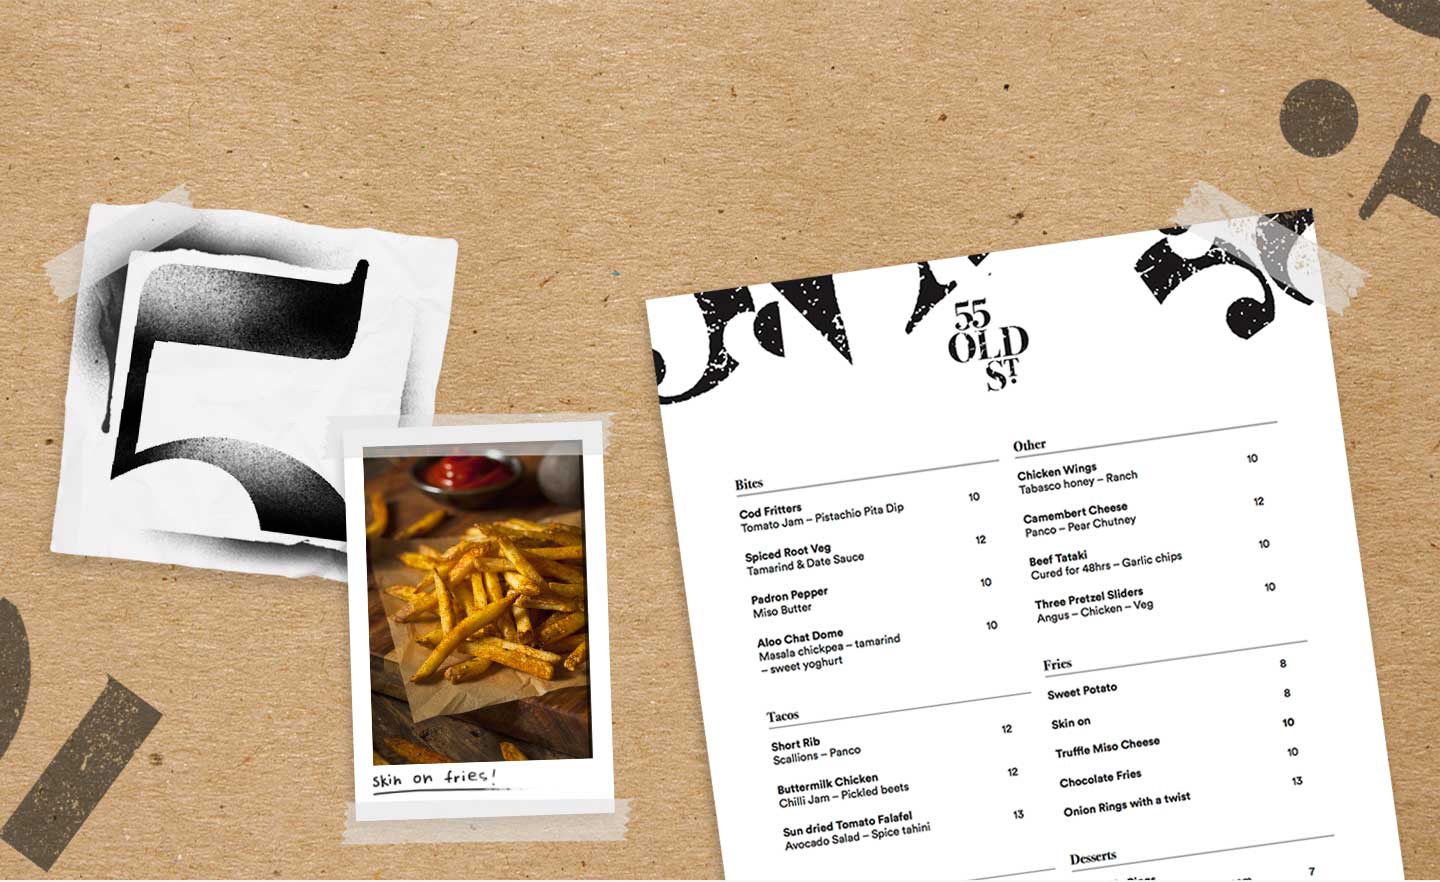 5
skin on fries!
55
OLD
ST.
Bites
Cod Fritters 10
Tomato Jam – Pistachio Pita Dip
Spiced Root Veg 12
Tamarind & Date Sauce
Padron Pepper 10
Miso Butter
Aloo Chat Dome 10
Masala chickpea – tamarind
– sweet yoghurt
Tacos
Short Rib 12
Scallions – Panco
Buttermilk Chicken 12
Chilli Jam – Pickled beets
Sun dried Tomato Falafel 13
Avocado Salad – Spice tahini
Other
Chicken Wings 10
Tabasco honey – Ranch
Camembert Cheese 12
Panco – Pear Chutney
Beef Tataki 10
Cured for 48hrs – Garlic chips
Three Pretzel Sliders 10
Angus – Chicken – Veg
Fries
Sweet Potato 8
Skin on 8
Truffle Miso Cheese 10
Chocolate Fries 10
Onion Rings with a twist 13
Desserts
7